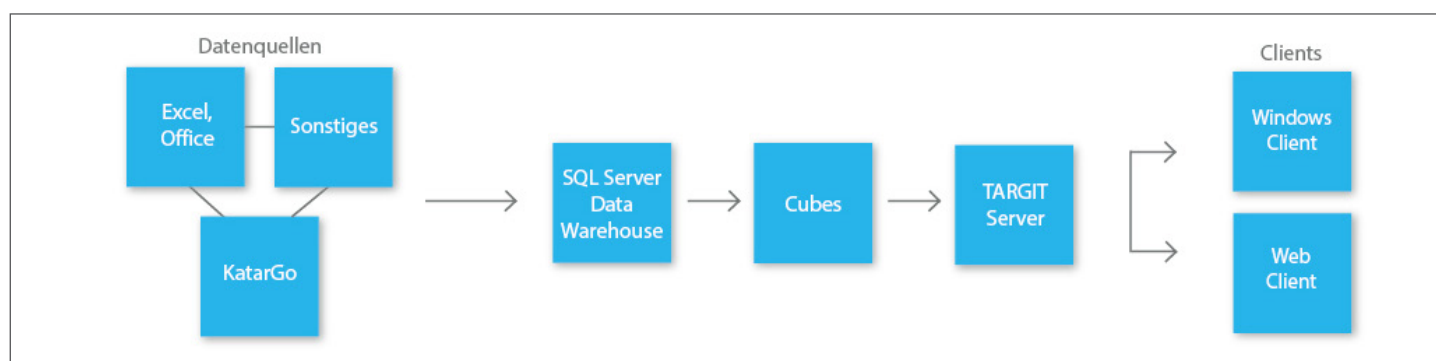 Datenquellen
Excel,
Office
Sonstiges
KatarGo
SQL Server
Data
Warehouse
Cubes
TARGIT
Server
Clients
Windows
Client
Web
Client